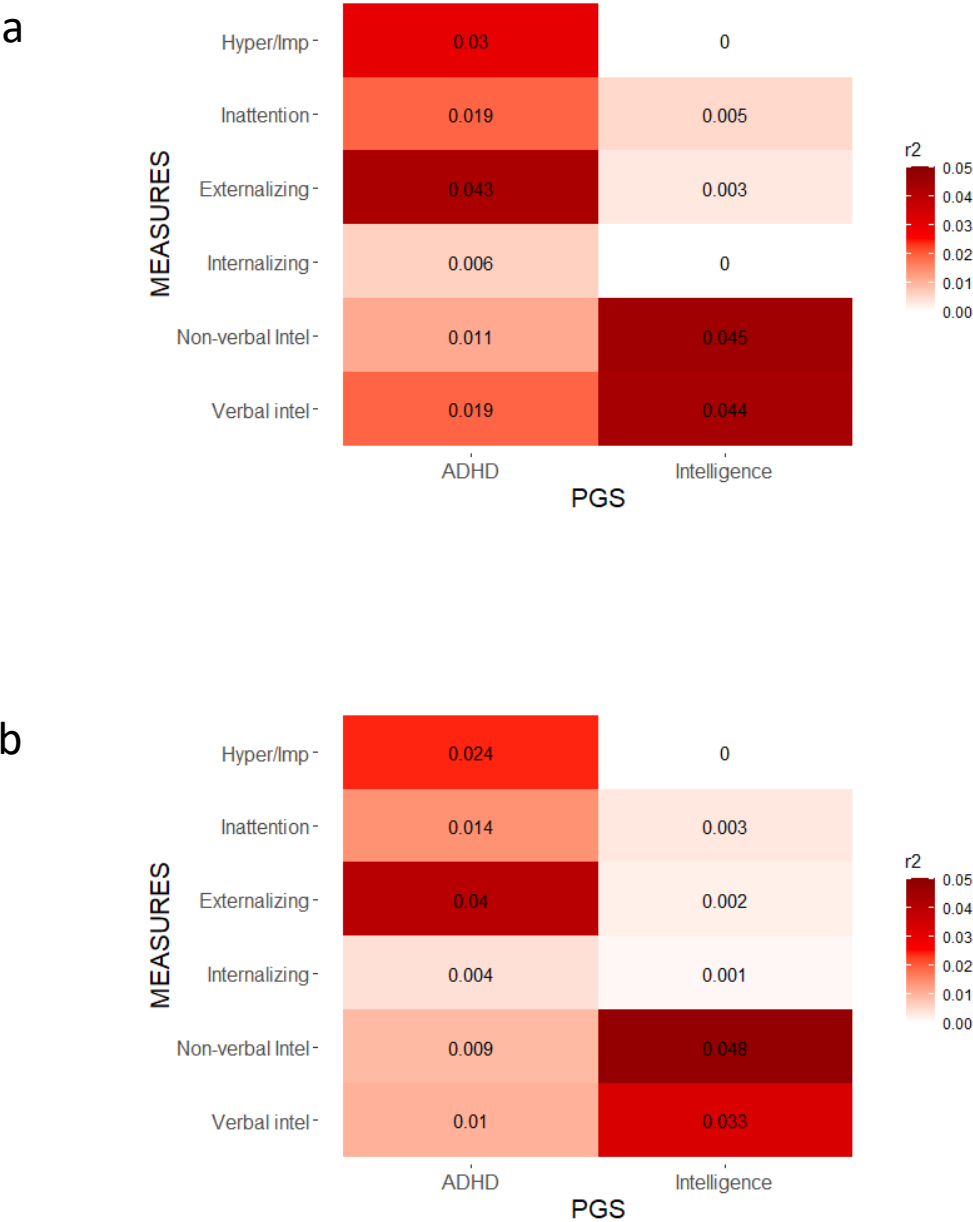 a
Hyper/Imp 0.03 0
Inattention 0.019 0.005
Externalizing 0.043 0.003
Internalizing 0.006 0
Non-verbal Intel 0.011 0.045
Verbal intel 0.019 0.044
MEASURES
ADHD Intelligence
PGS
r2
0.05
0.04
0.03
0.02
0.01
0.00
b
Hyper/Imp 0.024 0
Inattention 0.014 0.003
Externalizing 0.04 0.002
Internalizing 0.004 0.001
Non-verbal Intel 0.009 0.048
Verbal intel 0.01 0.033
MEASURES
ADHD Intelligence
PGS
r2
0.05
0.04
0.03
0.02
0.01
0.00